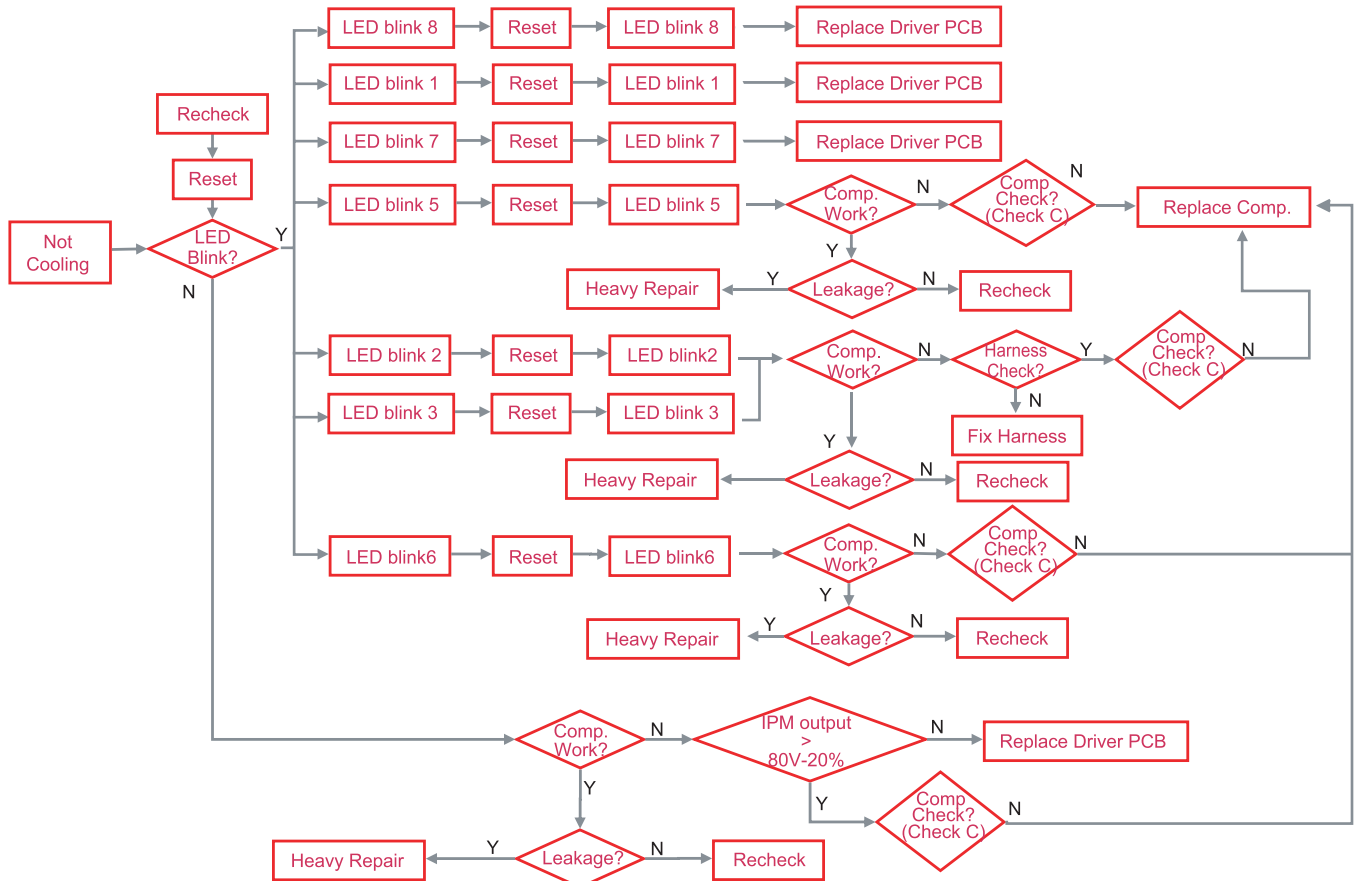 LED blink 8
Reset
LED blink 8
Replace Driver PCB
LED blink 1
Reset
LED blink 1
Replace Driver PCB
Recheck
LED blink 7
Reset
LED blink 7
Replace Driver PCB
Reset
LED blink 5
Reset
LED blink 5
Comp.
Work?
N
Comp
Check?
(Check C)
N
Replace Comp.
Not
Cooling
LED
Blink?
Y
N
Y
Heavy Repair
Y
Leakage?
N
Recheck
LED blink 2
Reset
LED blink2
Comp.
Work?
N
Harness
Check?
Y
Comp
Check?
(Check C)
N
LED blink 3
Reset
LED blink 3
N
Fix Harness
Y
Heavy Repair
Leakage?
N
Recheck
LED blink6
Reset
LED blink6
Comp.
Work?
N
Comp
Check?
(Check C)
N
Y
Heavy Repair
Y
Leakage?
N
Recheck
Comp.
Work?
N
IPM output
>
80V-20%
N
Replace Driver PCB
Y
Y
Comp
Check?
(Check C)
N
Heavy Repair
Y
Leakage?
N
Recheck